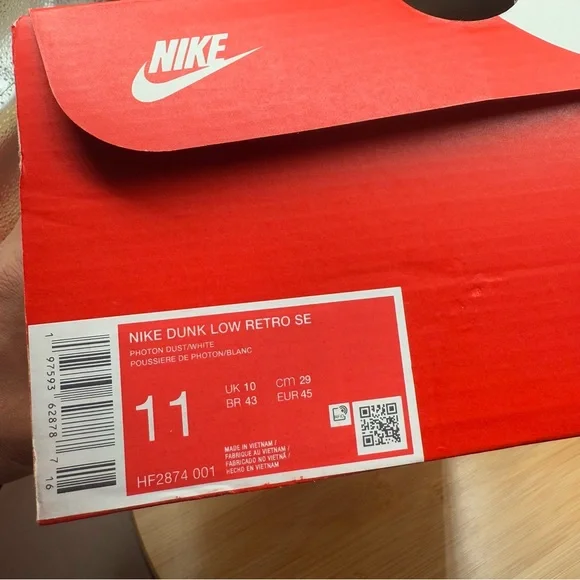 NIKE
NIKE DUNK LOW RETRO SE
PHOTON DUST/WHITE
POUSSIERE DE PHOTON/BLANC
11
UK 10 cm 29
BR 43 EUR 45
MADE IN VIETNAM /
FABRIQUE AU VIETNAM /
FABRICADO NO VIETNÃ /
HECHO EN VIETNAM
HF2874 001
1 97593 62878 7 16